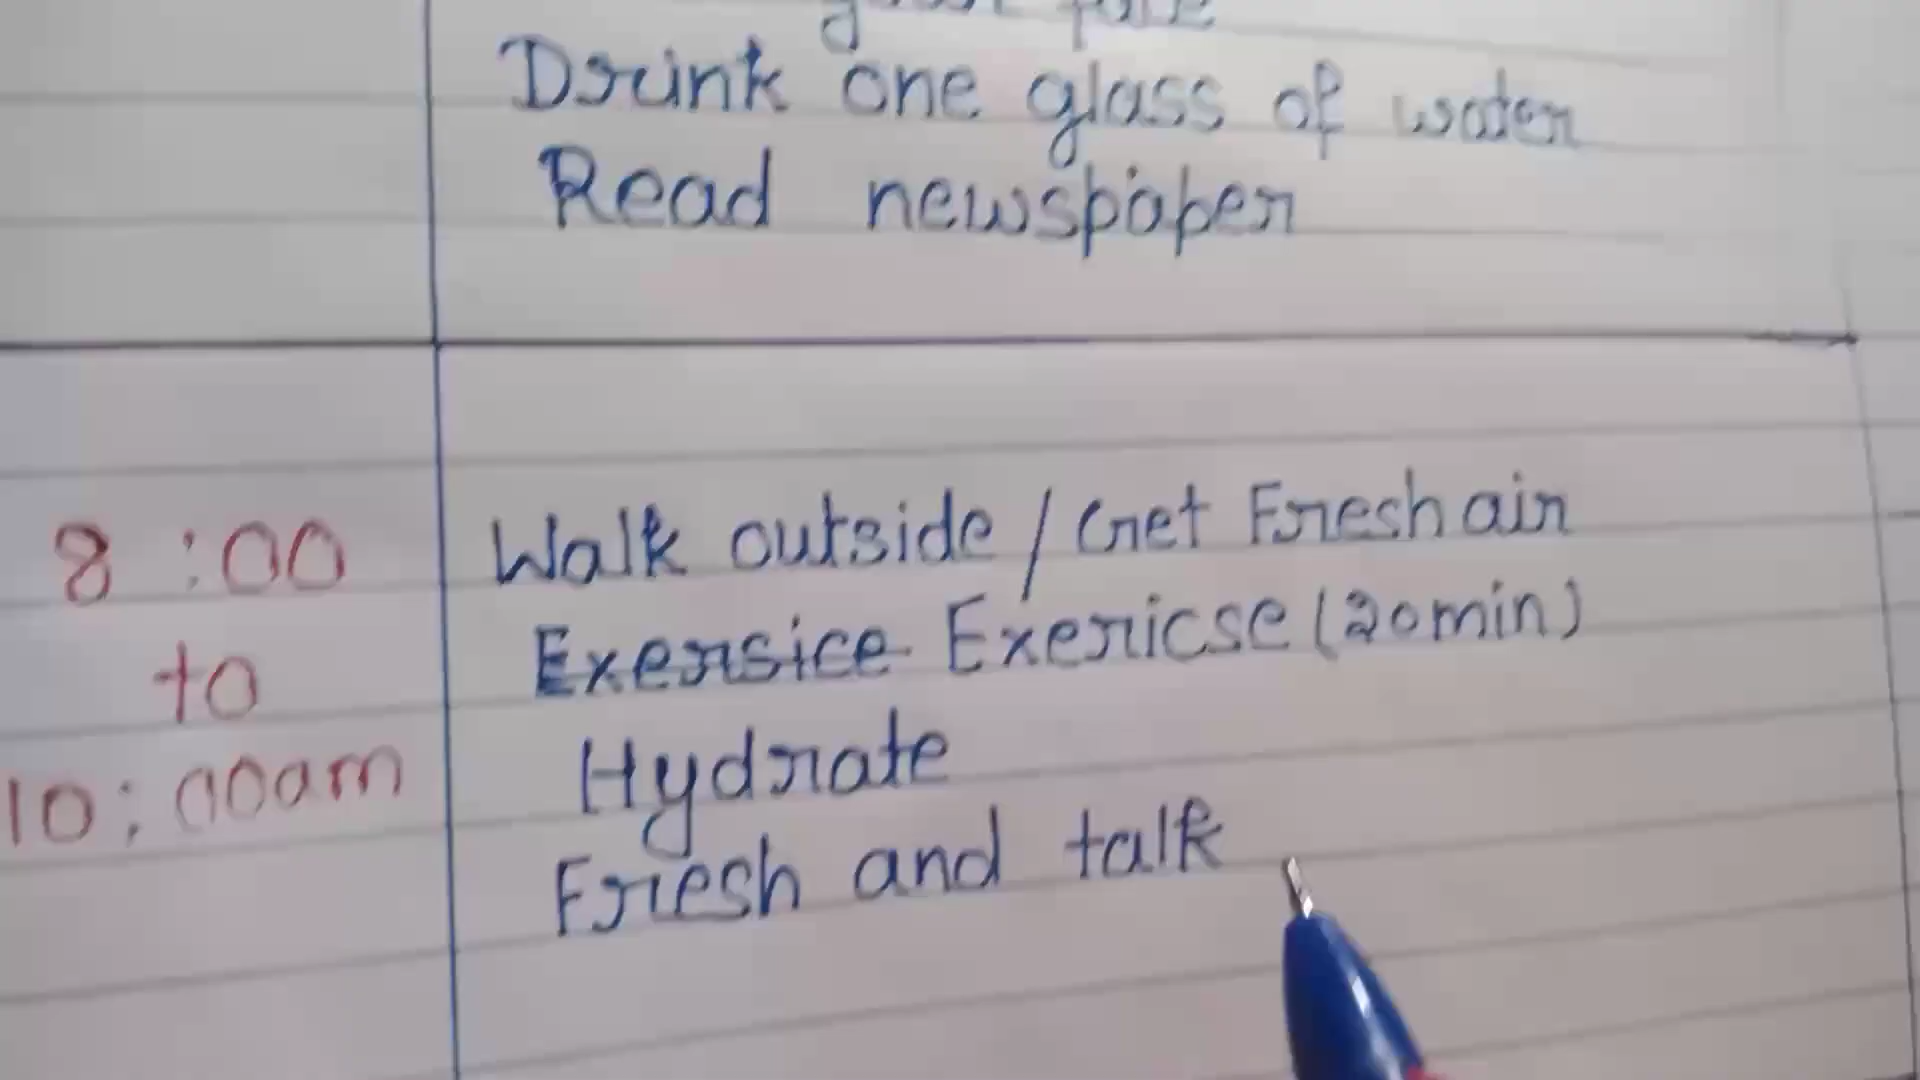 Drink one glass of water
Read newspaper
8:00
to
10:00am
Walk outside / Get Fresh air
Exersice Exericse (20min)
Hydrate
Fresh and talk